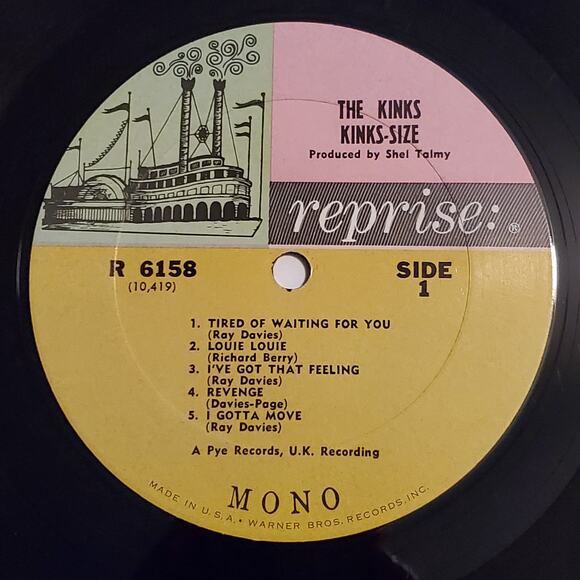 THE KINKS
KINKS-SIZE
Produced by Shel Talmy
reprise: ®
R 6158
(10,419)
SIDE
1
1. TIRED OF WAITING FOR YOU
(Ray Davies)
2. LOUIE LOUIE
(Richard Berry)
3. I'VE GOT THAT FEELING
(Ray Davies)
4. REVENGE
(Davies-Page)
5. I GOTTA MOVE
(Ray Davies)
A Pye Records, U.K. Recording
MONO
MADE IN U.S.A. • WARNER BROS. RECORDS, INC.